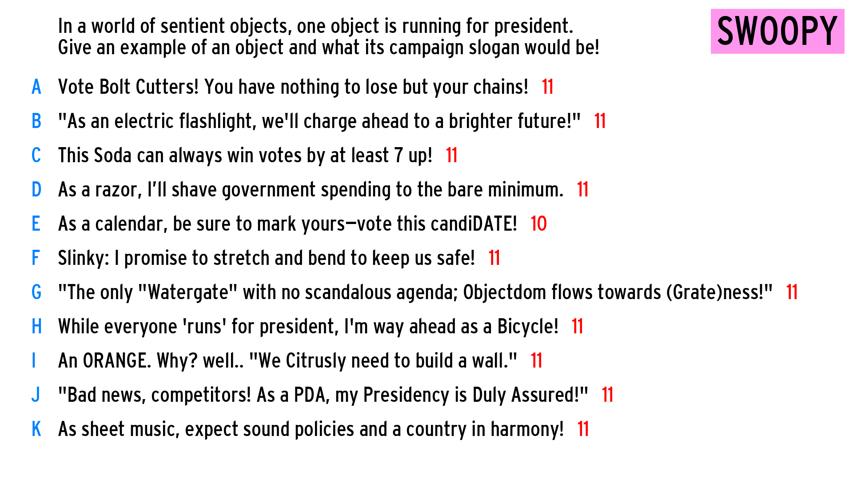 In a world of sentient objects, one object is running for president.
Give an example of an object and what its campaign slogan would be!
SWOOPY
A Vote Bolt Cutters! You have nothing to lose but your chains! 11
B "As an electric flashlight, we'll charge ahead to a brighter future!" 11
C This Soda can always win votes by at least 7 up! 11
D As a razor, I'll shave government spending to the bare minimum. 11
E As a calendar, be sure to mark yours—vote this candiDATE! 10
F Slinky: I promise to stretch and bend to keep us safe! 11
G "The only "Watergate" with no scandalous agenda; Objectdom flows towards (Grate)ness!" 11
H While everyone 'runs' for president, I'm way ahead as a Bicycle! 11
I An ORANGE. Why? well.. "We Citrusly need to build a wall." 11
J "Bad news, competitors! As a PDA, my Presidency is Duly Assured!" 11
K As sheet music, expect sound policies and a country in harmony! 11